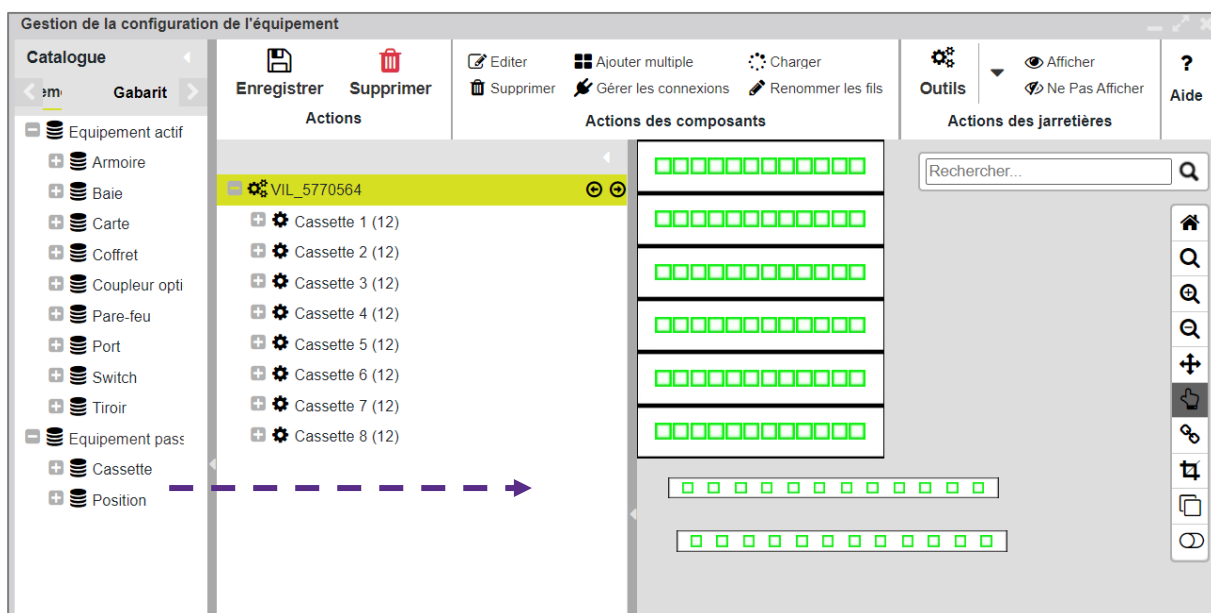 Gestion de la configuration de l'équipement
Catalogue
Gabarit
Equipement actif
Armoire
Baie
Carte
Coffret
Coupleur opti
Pare-feu
Port
Switch
Tiroir
Equipement pass
Cassette
Position
Enregistrer Supprimer
Actions
Editer Ajouter multiple Charger
Supprimer Gérer les connexions Renommer les fils
Actions des composants
Outils
Afficher
Ne Pas Afficher
Actions des jarretières
?
Aide
VIL_5770564
Cassette 1 (12)
Cassette 2 (12)
Cassette 3 (12)
Cassette 4 (12)
Cassette 5 (12)
Cassette 6 (12)
Cassette 7 (12)
Cassette 8 (12)
Rechercher...